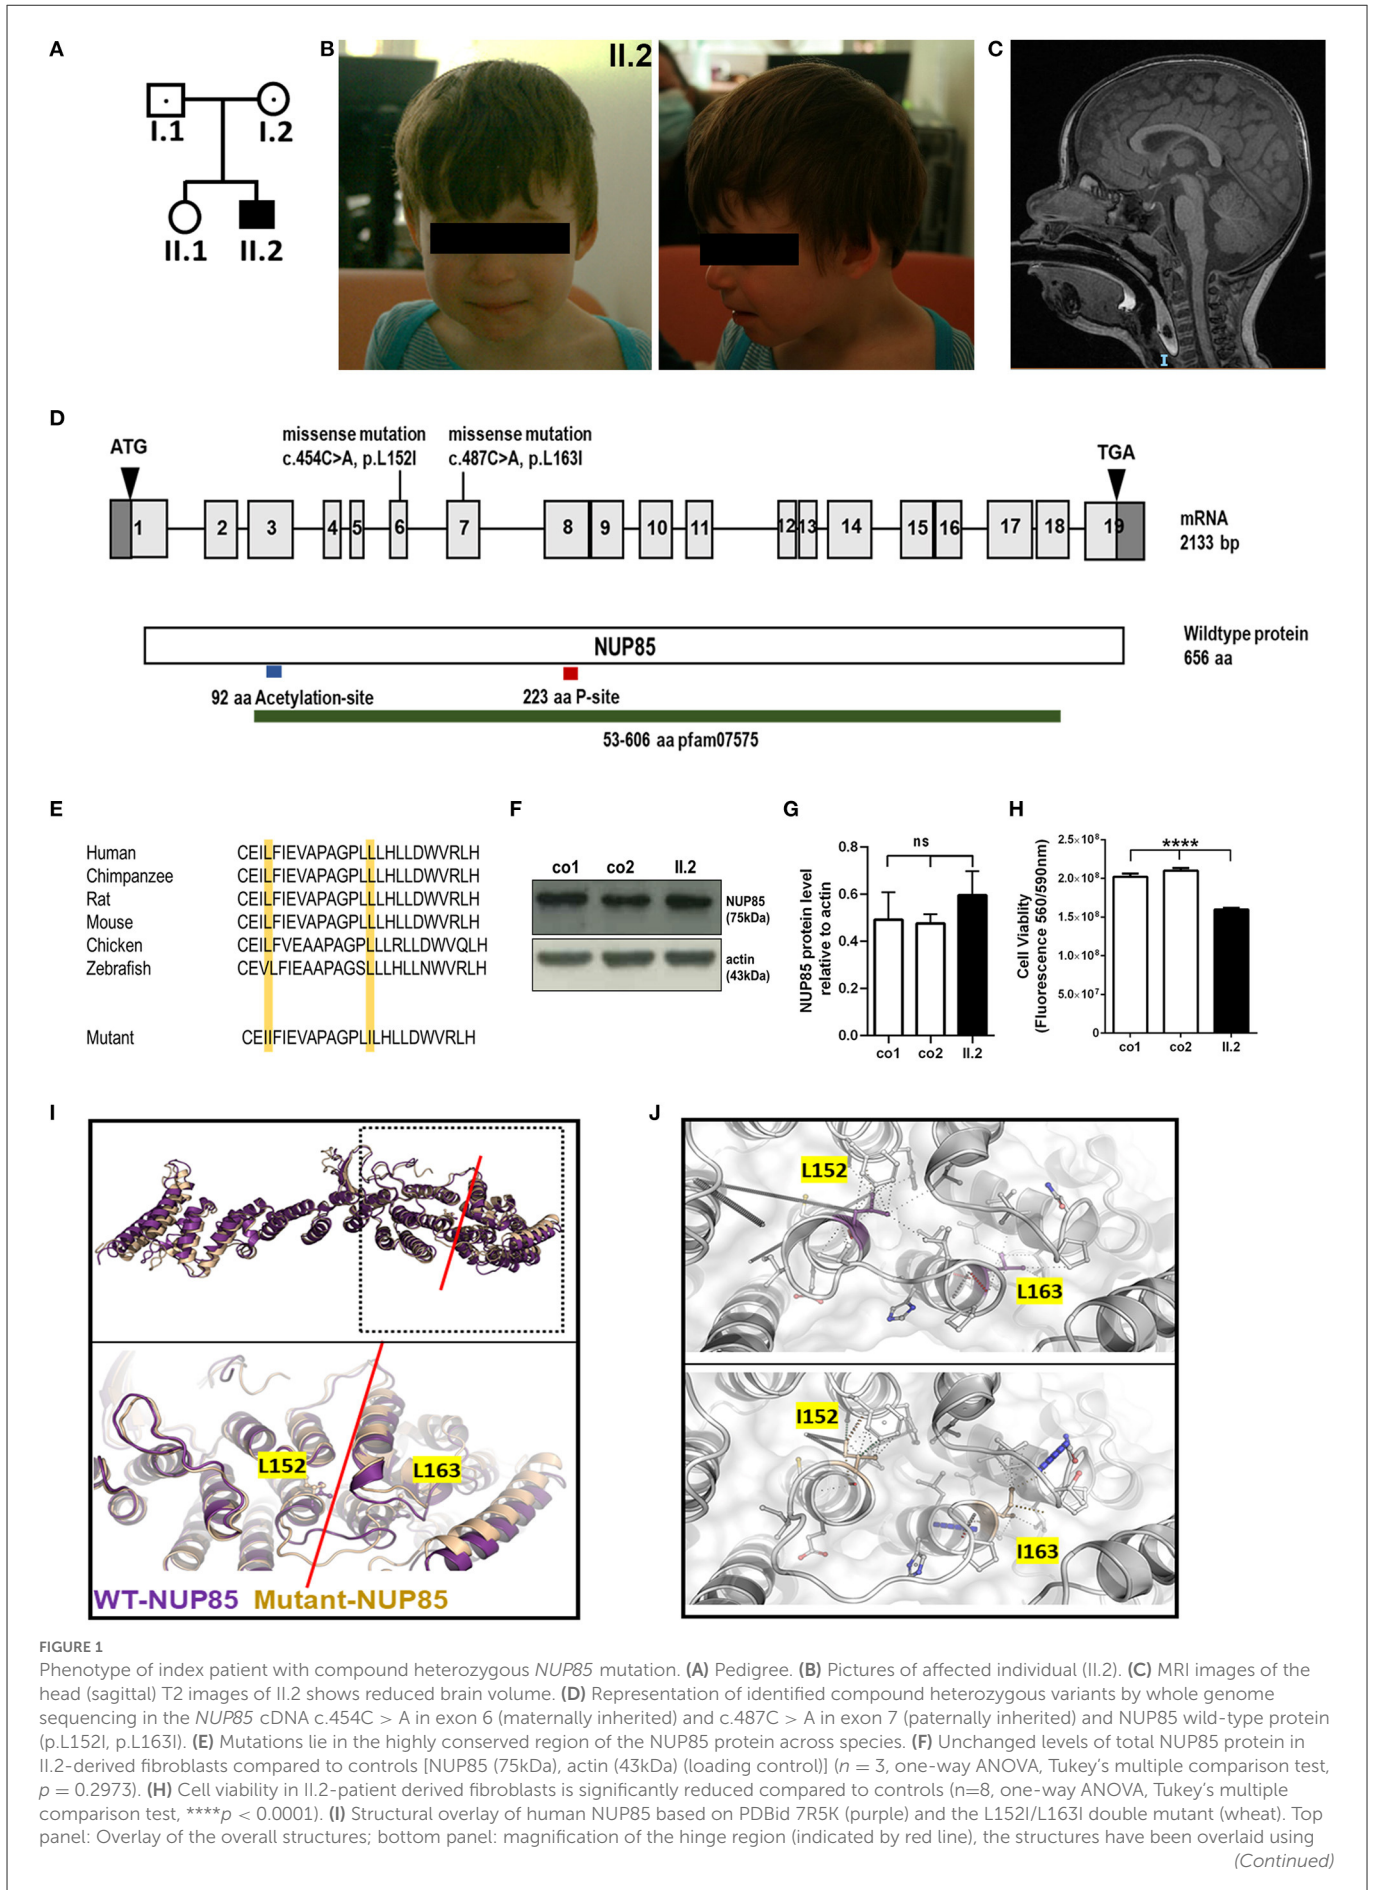 A
B
C
II.2
I.1
I.2
II.1
II.2
I
D
missense mutation
c.454C>A, p.L152I
missense mutation
c.487C>A, p.L163I
ATG
TGA
1 2 3 4 5 6 7 8 9 10 11 12 13 14 15 16 17 18 19
mRNA
2133 bp
NUP85
Wildtype protein
656 aa
92 aa Acetylation-site
223 aa P-site
53-606 aa pfam07575
E
Human CEILFIEVAPAGPLLLHLLDWVRLH
Chimpanzee CEILFIEVAPAGPLLLHLLDWVRLH
Rat CEILFIEVAPAGPLLLHLLDWVRLH
Mouse CEILFIEVAPAGPLLLHLLDWVRLH
Chicken CEILFVEAAPAGPLLLRLLDWVQLH
Zebrafish CEVLFIEAAPAGSLLLHLLNWVRLH
Mutant CEIIFIEVAPAGPLILHLLDWVRLH
F
co1 co2 II.2
NUP85
(75kDa)
actin
(43kDa)
G
NUP85 protein level
relative to actin
0.8
0.6
0.4
0.2
0.0
ns
co1 co2 II.2
H
Cell Viability
(Fluorescence 560/590nm)
2.5×10⁸
2.0×10⁸
1.5×10⁸
1.0×10⁸
5.0×10⁷
0
****
co1 co2 II.2
I
L152
L163
WT-NUP85 Mutant-NUP85
J
L152
L163
I152
I163
FIGURE 1
Phenotype of index patient with compound heterozygous NUP85 mutation. (A) Pedigree. (B) Pictures of affected individual (II.2). (C) MRI images of the
head (sagittal) T2 images of II.2 shows reduced brain volume. (D) Representation of identified compound heterozygous variants by whole genome
sequencing in the NUP85 cDNA c.454C > A in exon 6 (maternally inherited) and c.487C > A in exon 7 (paternally inherited) and NUP85 wild-type protein
(p.L152I, p.L163I). (E) Mutations lie in the highly conserved region of the NUP85 protein across species. (F) Unchanged levels of total NUP85 protein in
II.2-derived fibroblasts compared to controls [NUP85 (75kDa), actin (43kDa) (loading control)] (n = 3, one-way ANOVA, Tukey's multiple comparison test,
p = 0.2973). (H) Cell viability in II.2-patient derived fibroblasts is significantly reduced compared to controls (n=8, one-way ANOVA, Tukey's multiple
comparison test, ****p < 0.0001). (I) Structural overlay of human NUP85 based on PDBid 7R5K (purple) and the L152I/L163I double mutant (wheat). Top
panel: Overlay of the overall structures; bottom panel: magnification of the hinge region (indicated by red line), the structures have been overlaid using
(Continued)